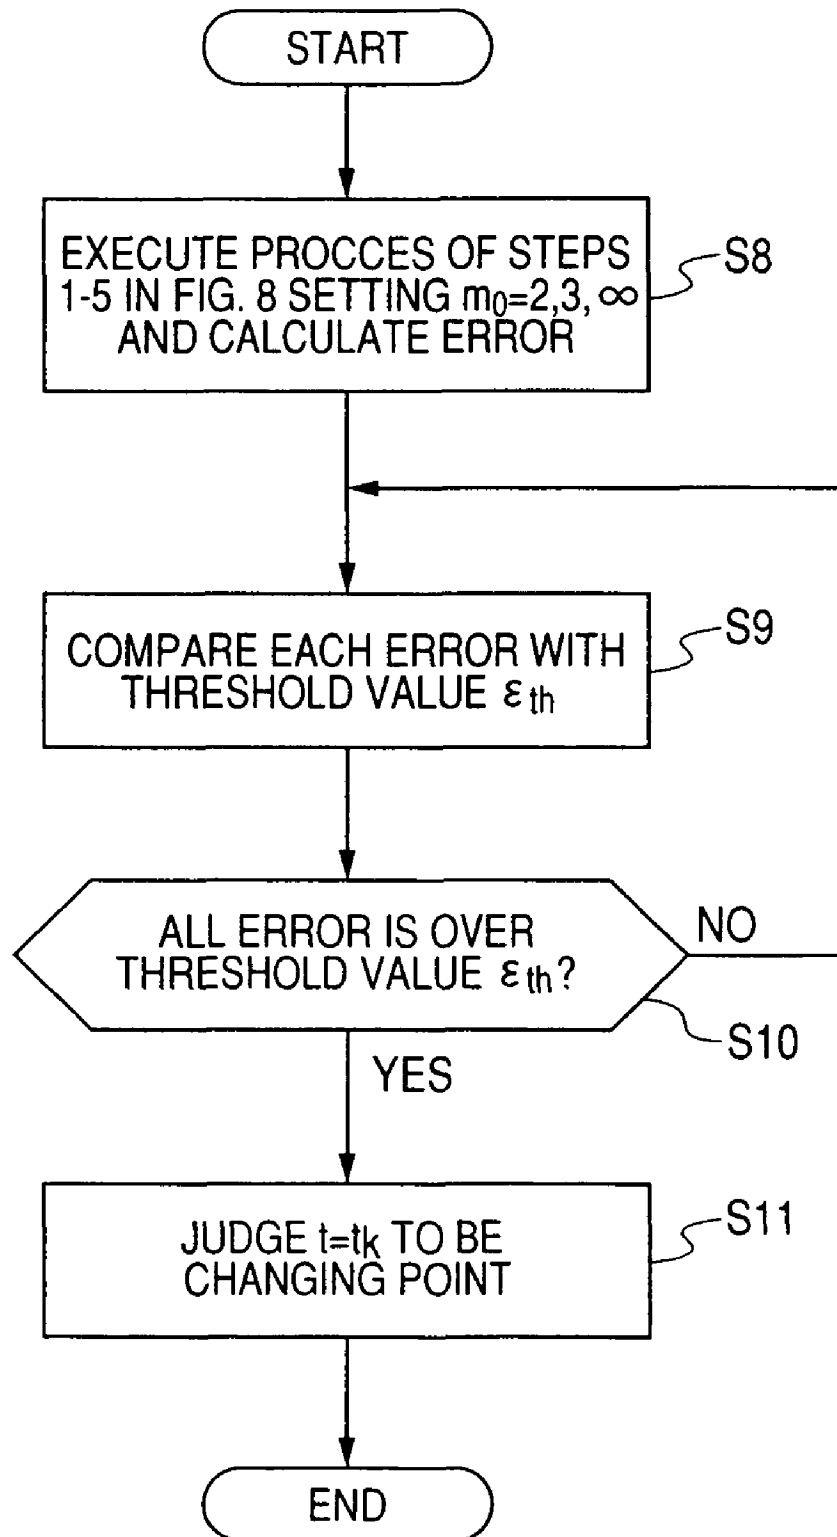 START
EXECUTE PROCCES OF STEPS
1-5 IN FIG. 8 SETTING m₀=2,3, ∞
AND CALCULATE ERROR
S8
COMPARE EACH ERROR WITH
THRESHOLD VALUE εth
S9
ALL ERROR IS OVER
THRESHOLD VALUE εth?
NO
S10
YES
JUDGE t=tk TO BE
CHANGING POINT
S11
END